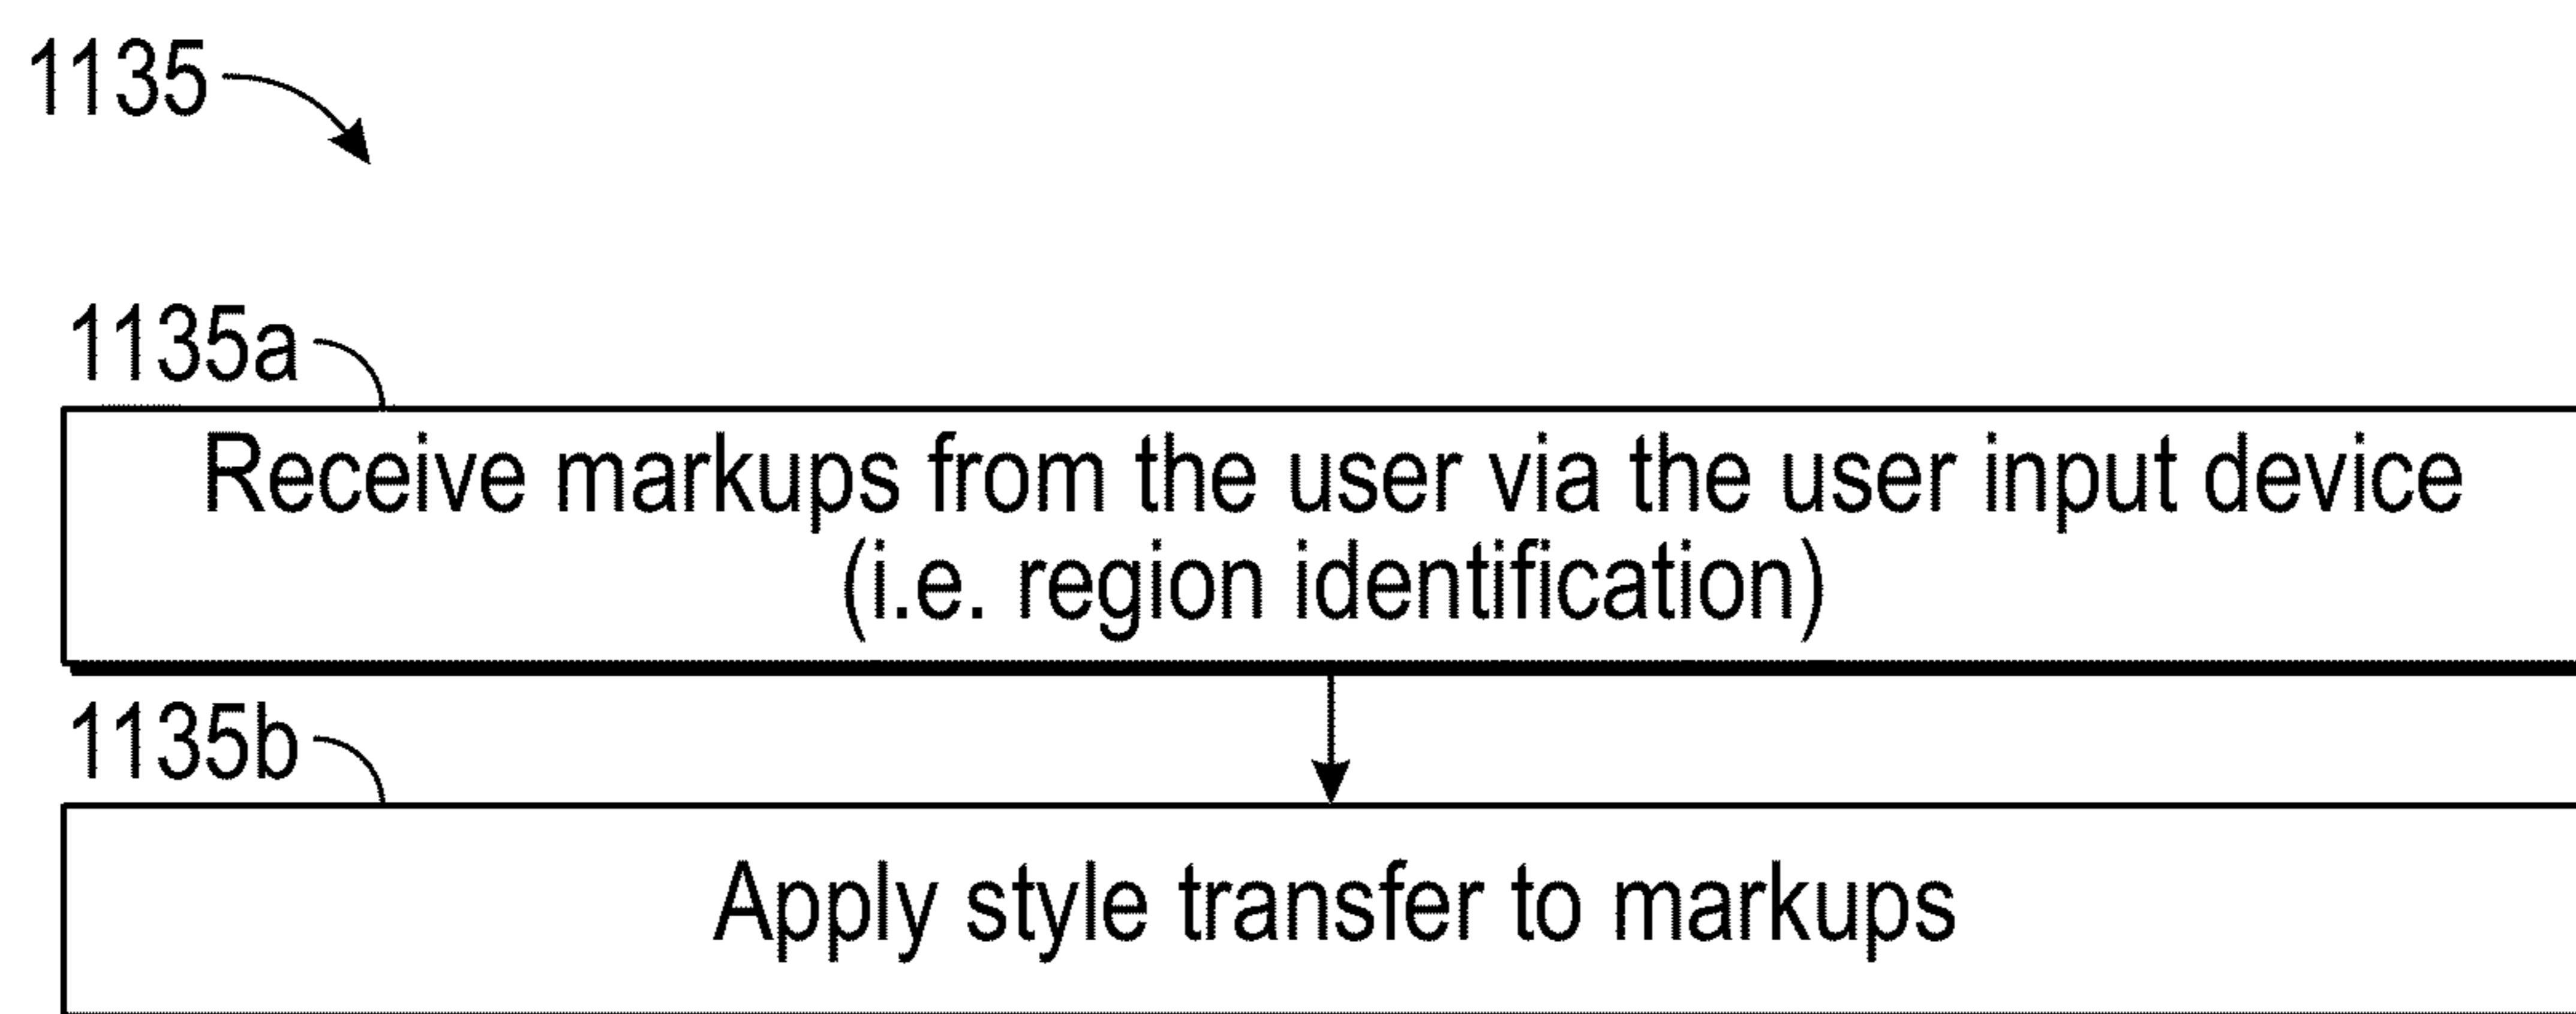 1135
1135a
Receive markups from the user via the user input device
(i.e. region identification)
1135b
Apply style transfer to markups